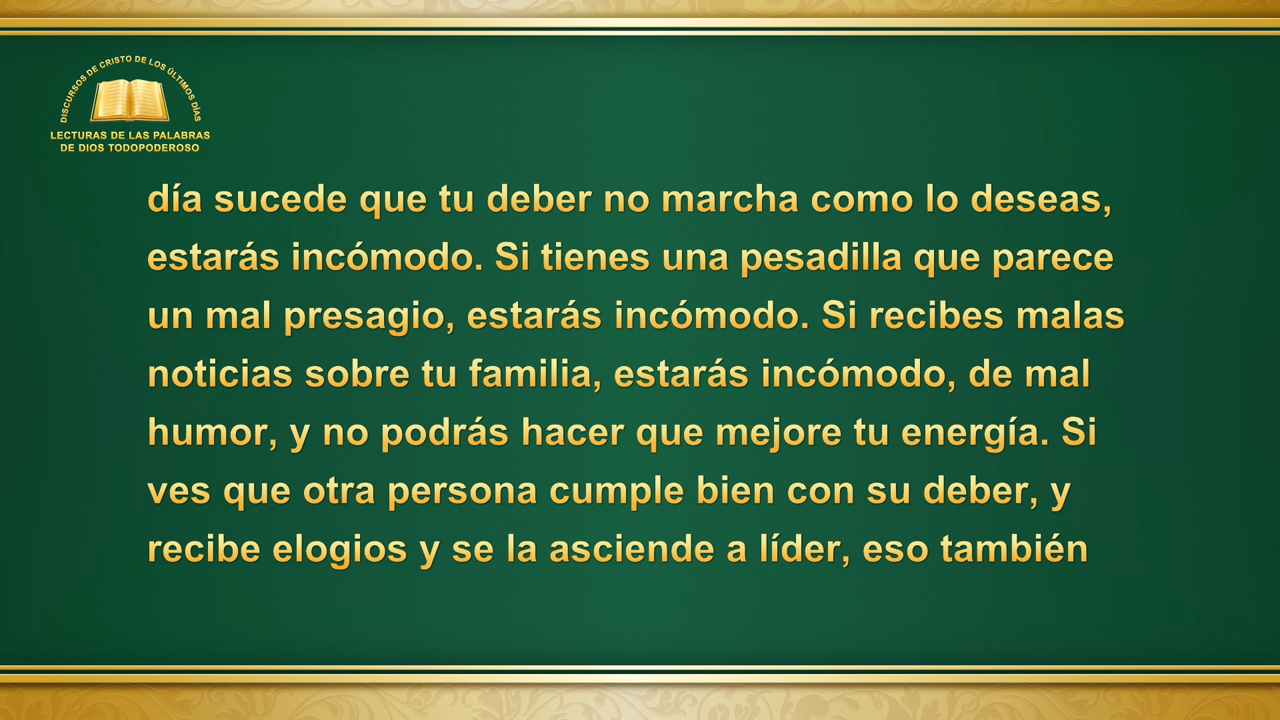 DISCURSOS DE CRISTO DE LOS ÚLTIMOS DÍAS
LECTURAS DE LAS PALABRAS
DE DIOS TODOPODEROSO
día sucede que tu deber no marcha como lo deseas,
estarás incómodo. Si tienes una pesadilla que parece
un mal presagio, estarás incómodo. Si recibes malas
noticias sobre tu familia, estarás incómodo, de mal
humor, y no podrás hacer que mejore tu energía. Si
ves que otra persona cumple bien con su deber, y
recibe elogios y se la asciende a líder, eso también